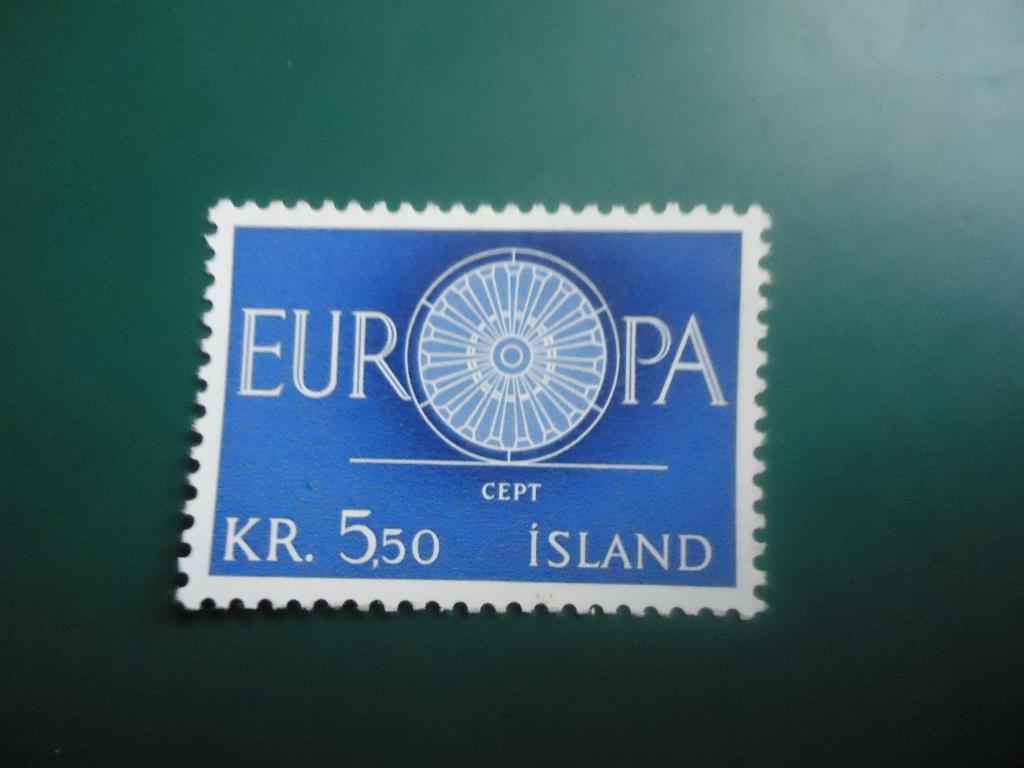 EUROPA
CEPT
KR. 5,50 ÍSLAND